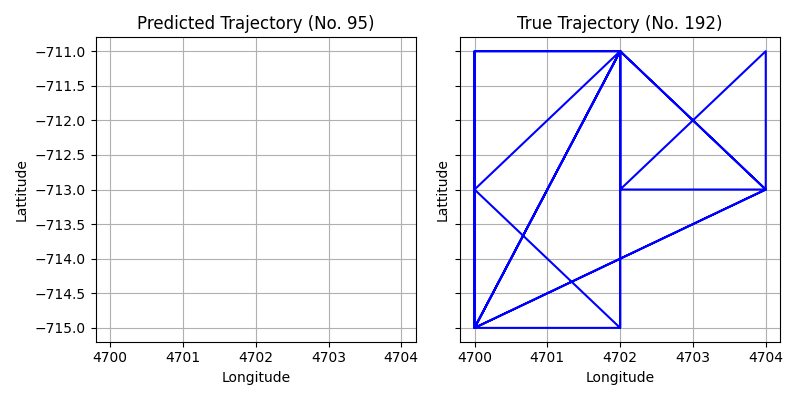 Predicted Trajectory (No. 95)
−711.0
−711.5
−712.0
−712.5
−713.0
−713.5
−714.0
−714.5
−715.0
Lattitude
4700 4701 4702 4703 4704
Longitude
True Trajectory (No. 192)
Lattitude
4700 4701 4702 4703 4704
Longitude